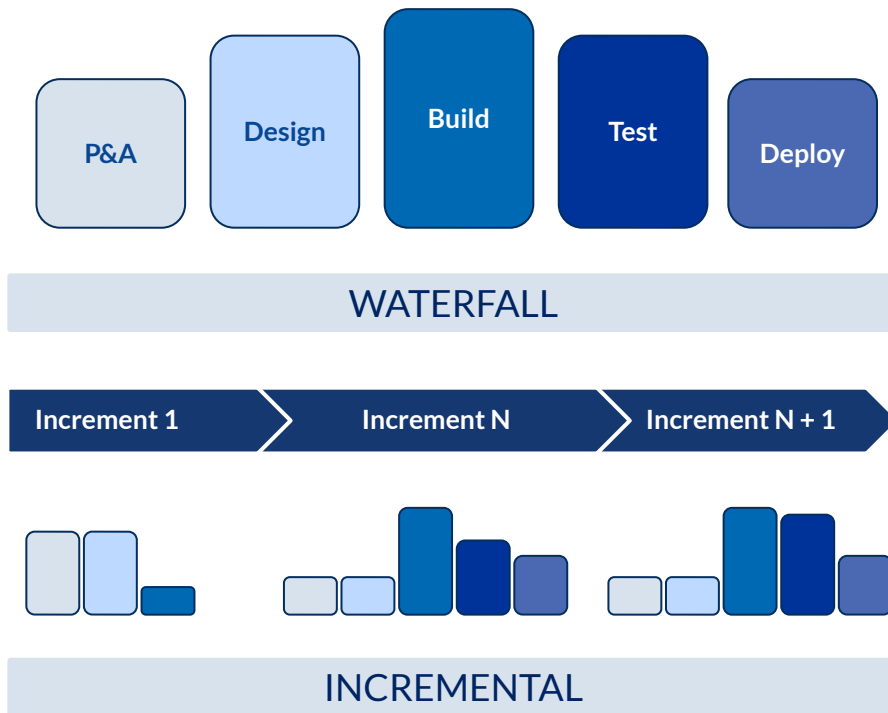 P&A
Design
Build
Test
Deploy
WATERFALL
Increment 1
Increment N
Increment N + 1
INCREMENTAL